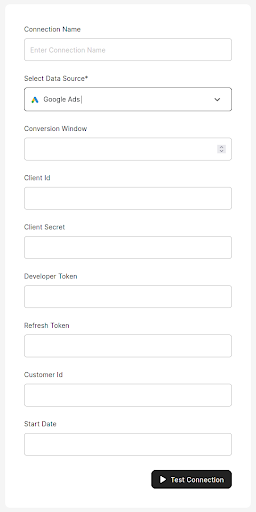 Connection Name
Enter Connection Name
Select Data Source*
Google Ads
Conversion Window
Client Id
Client Secret
Developer Token
Refresh Token
Customer Id
Start Date
Test Connection